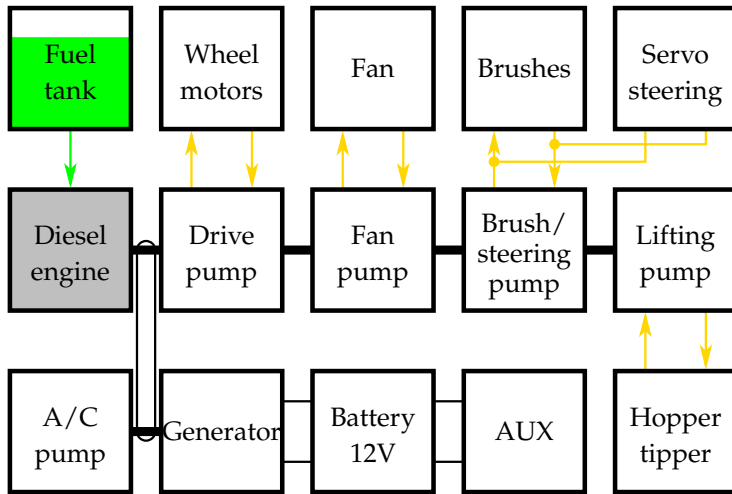 Fuel
tank
Wheel
motors
Fan
Brushes
Servo
steering
Diesel
engine
Drive
pump
Fan
pump
Brush/
steering
pump
Lifting
pump
A/C
pump
Generator
Battery
12V
AUX
Hopper
tipper